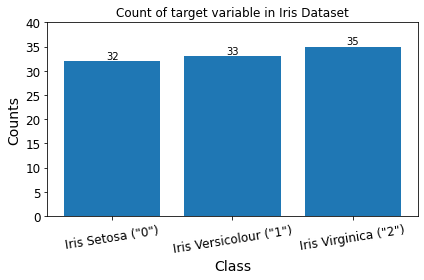 Count of target variable in Iris Dataset
40
35
30
25
20
15
10
5
0
Counts
32
33
35
Iris Setosa ("0")
Iris Versicolour ("1")
Iris Virginica ("2")
Class